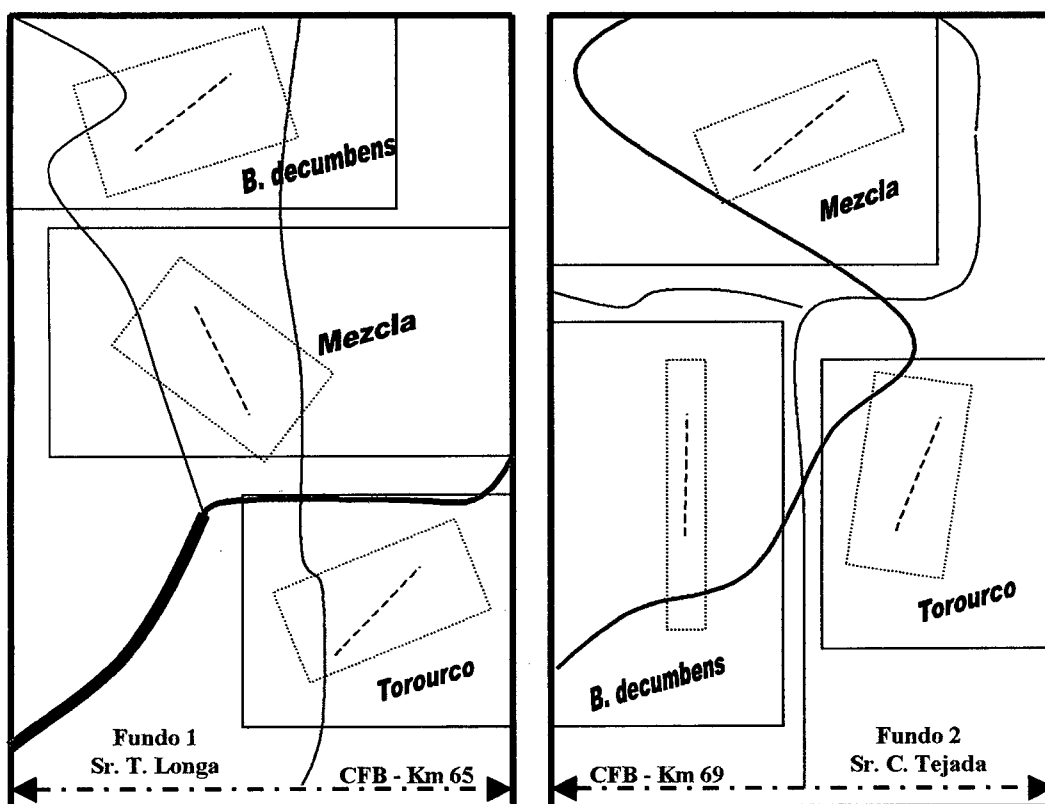 B. decumbens
Mezcla
Torourco
Fundo 1
Sr. T. Longa
CFB - Km 65
Mezcla
Torourco
B. decumbens
Fundo 2
CFB - Km 69
Sr. C. Tejada